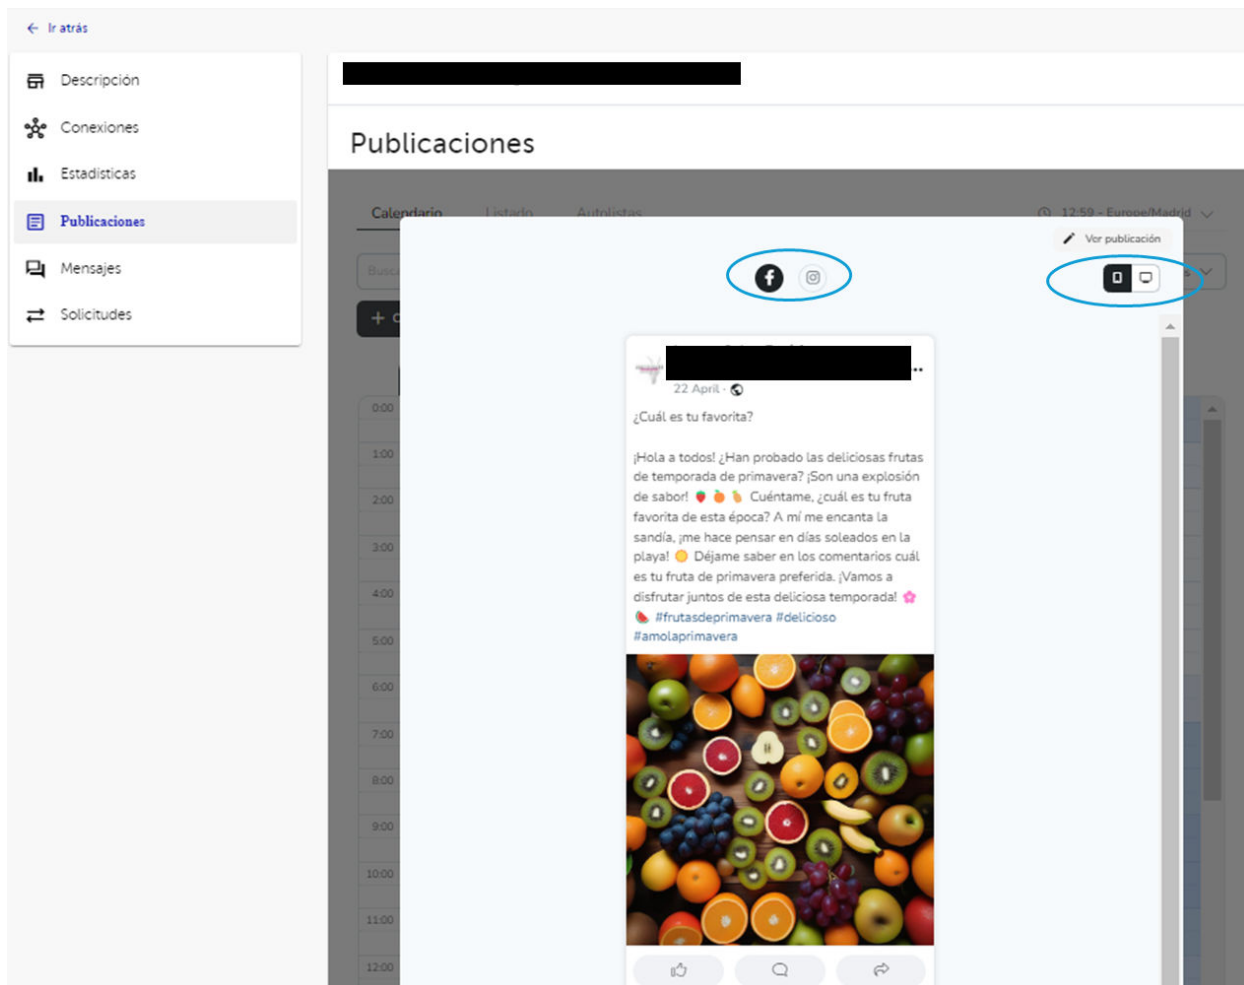 Ir atrás
Descripción
Conexiones
Estadísticas
Publicaciones
Mensajes
Solicitudes
Publicaciones
Calendario Listado Autolistas
12:59 - Europe/Madrid
Ver publicación
22 April ·
¿Cuál es tu favorita?
¡Hola a todos! ¿Han probado las deliciosas frutas
de temporada de primavera? ¡Son una explosión
de sabor! 🍓 🍊 🍐 Cuéntame, ¿cuál es tu fruta
favorita de esta época? A mí me encanta la
sandía, ¡me hace pensar en días soleados en la
playa! 🌞 Déjame saber en los comentarios cuál
es tu fruta de primavera preferida. ¡Vamos a
disfrutar juntos de esta deliciosa temporada! 🌸
🍉 #frutasdeprimavera #delicioso
#amolaprimavera
0:00
1:00
2:00
3:00
4:00
5:00
6:00
7:00
8:00
9:00
10:00
11:00
12:00